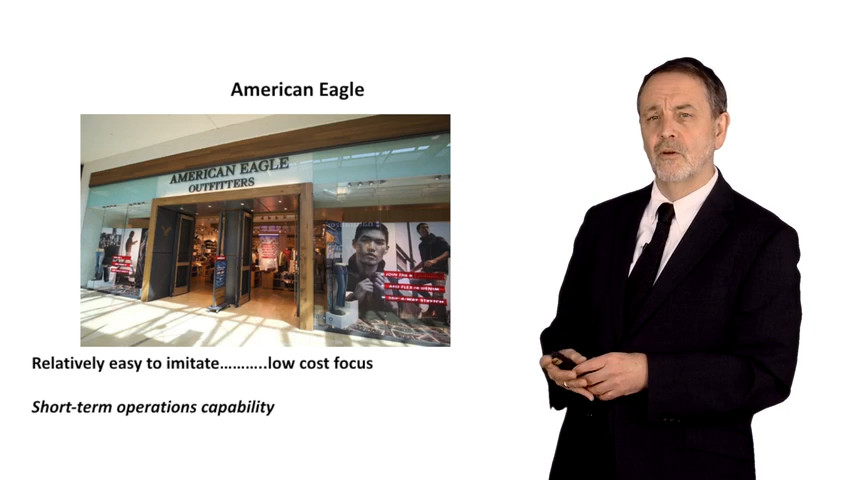 American Eagle
AMERICAN EAGLE
OUTFITTERS
Relatively easy to imitate………..low cost focus
Short-term operations capability